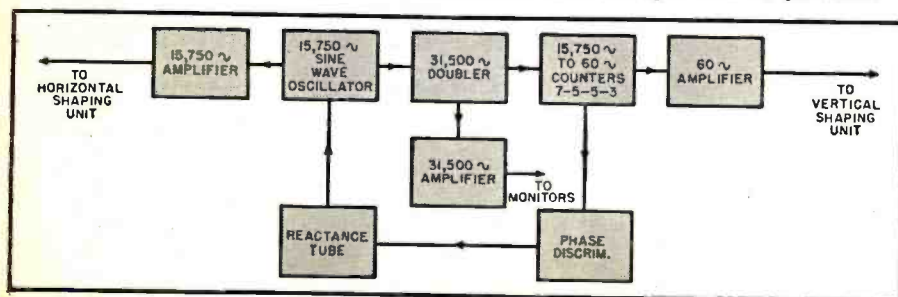 15,750 ~
AMPLIFIER
15,750 ~
SINE
WAVE
OSCILLATOR
31,500 ~
DOUBLER
15,750 ~
TO 60 ~
COUNTERS
7-5-5-3
60 ~
AMPLIFIER
TO
HORIZONTAL
SHAPING
UNIT
TO
VERTICAL
SHAPING
UNIT
31,500 ~
AMPLIFIER
TO
MONITORS
REACTANCE
TUBE
PHASE
DISCRIM.